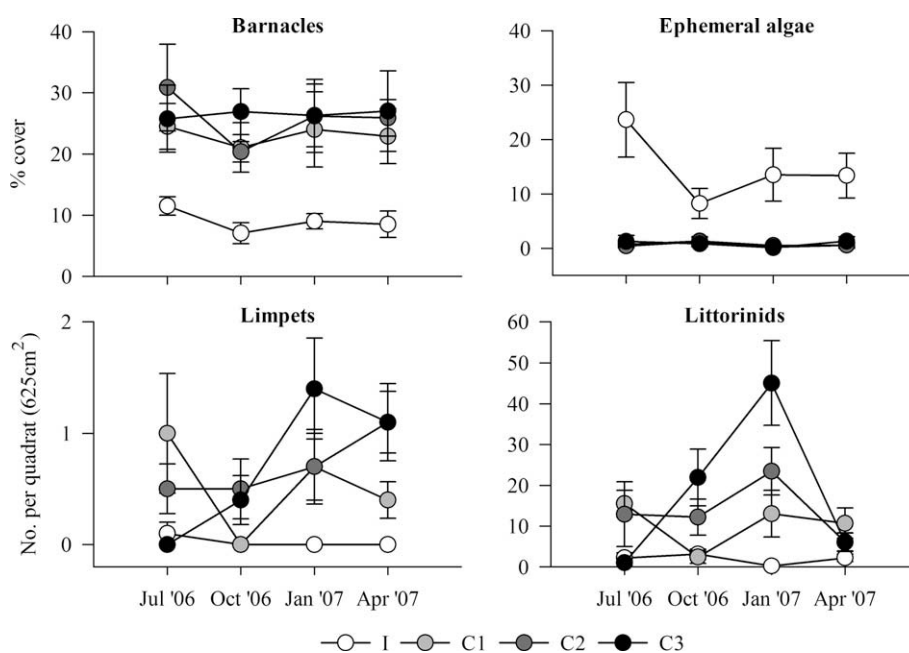 Barnacles
Ephemeral algae
40
30
20
10
0
% cover
40
30
20
10
0
Limpets
Littorinids
2
1
0
No. per quadrat (625cm²)
60
50
40
30
20
10
0
Jul '06 Oct '06 Jan '07 Apr '07
Jul '06 Oct '06 Jan '07 Apr '07
I C1 C2 C3